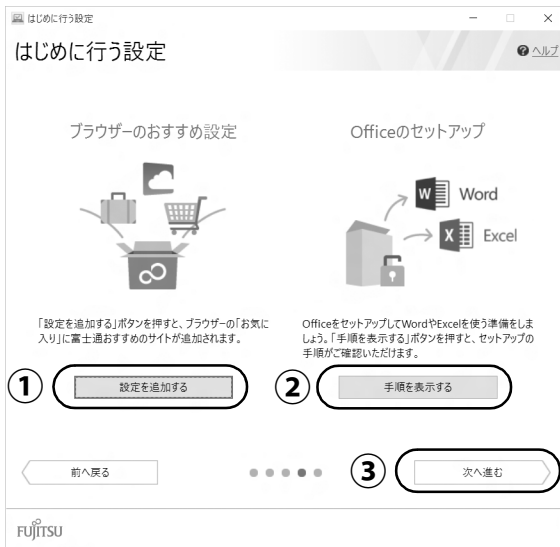 はじめに行う設定
はじめに行う設定
ヘルプ
ブラウザーのおすすめ設定
「設定を追加する」ボタンを押すと、ブラウザーの「お気に
入り」に富士通おすすめのサイトが追加されます。
① 設定を追加する
Officeのセットアップ
W Word
X Excel
OfficeをセットアップしてWordやExcelを使う準備をしま
しょう。「手順を表示する」ボタンを押すと、セットアップの
手順がご確認いただけます。
② 手順を表示する
前へ戻る
③ 次へ進む
FUJITSU